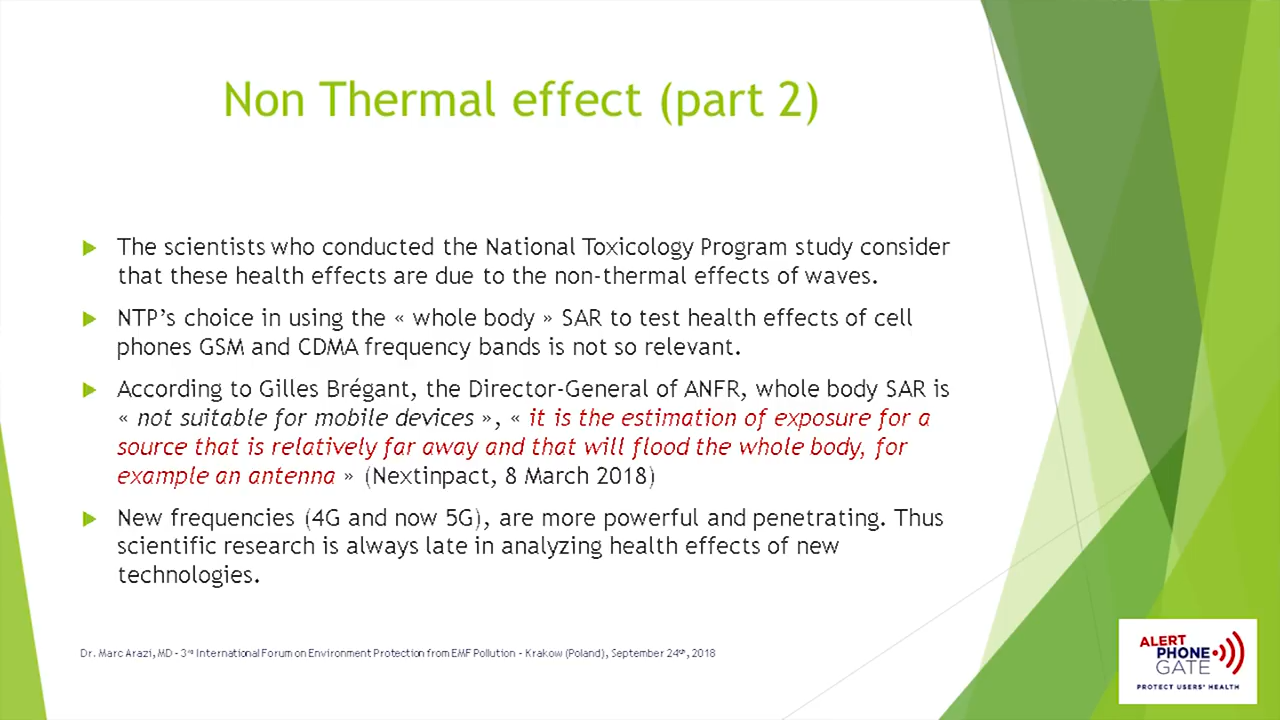 Non Thermal effect (part 2)
The scientists who conducted the National Toxicology Program study consider
that these health effects are due to the non-thermal effects of waves.
NTP's choice in using the « whole body » SAR to test health effects of cell
phones GSM and CDMA frequency bands is not so relevant.
According to Gilles Brégant, the Director-General of ANFR, whole body SAR is
« not suitable for mobile devices », « it is the estimation of exposure for a
source that is relatively far away and that will flood the whole body, for
example an antenna » (Nextinpact, 8 March 2018)
New frequencies (4G and now 5G), are more powerful and penetrating. Thus
scientific research is always late in analyzing health effects of new
technologies.
Dr. Marc Arazi, MD - 3rd International Forum on Environment Protection from EMF Pollution - Krakow (Poland), September 24th, 2018
ALERT
PHONE
GATE
PROTECT USERS' HEALTH